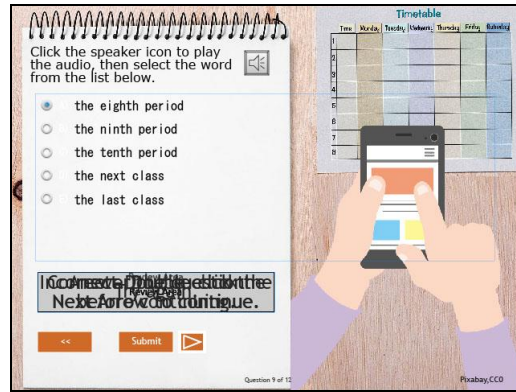 Timetable
Time Monday Tuesday Wednesday Thursday Friday Saturday
1
2
3
4
5
6
7
8
Click the speaker icon to play
the audio, then select the word
from the list below.
the eighth period
the ninth period
the tenth period
the next class
the last class
Review Area
<< Submit
Question 9 of 12
Pixabay,CC0